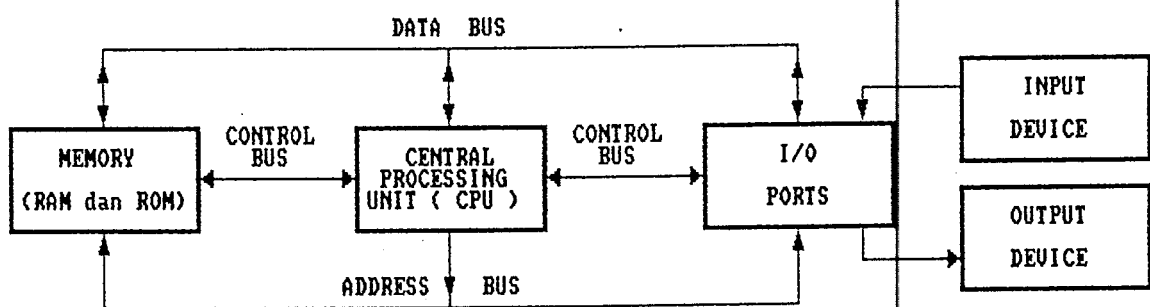 DATA BUS
MEMORY
(RAM dan ROM)
CONTROL
BUS
CENTRAL
PROCESSING
UNIT ( CPU )
CONTROL
BUS
I/O
PORTS
INPUT
DEVICE
OUTPUT
DEVICE
ADDRESS BUS